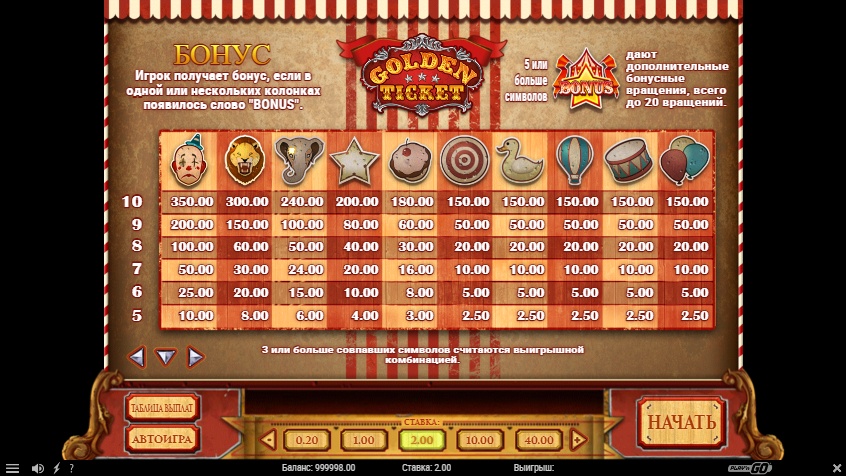 БОНУС
Игрок получает бонус, если в
одной или нескольких колонках
появилось слово "BONUS".
GOLDEN
TICKET
5 или
больше
символов
BONUS
дают
дополнительные
бонусные
вращения, всего
до 20 вращений.
10 350.00 300.00 240.00 200.00 180.00 150.00 150.00 150.00 150.00 150.00
9 200.00 150.00 100.00 80.00 60.00 50.00 50.00 50.00 50.00 50.00
8 100.00 60.00 50.00 40.00 30.00 20.00 20.00 20.00 20.00 20.00
7 50.00 30.00 24.00 20.00 16.00 10.00 10.00 10.00 10.00 10.00
6 25.00 20.00 15.00 10.00 8.00 5.00 5.00 5.00 5.00 5.00
5 10.00 8.00 6.00 4.00 3.00 2.50 2.50 2.50 2.50 2.50
3 или больше совпавших символов считаются выигрышной
комбинацией.
ТАБЛИЦА ВЫПЛАТ
АВТОИГРА
СТАВКА:
0.20 1.00 2.00 10.00 40.00
НАЧАТЬ
? Баланс: 999998.00 Ставка: 2.00 Выигрыш: PLAY'N GO